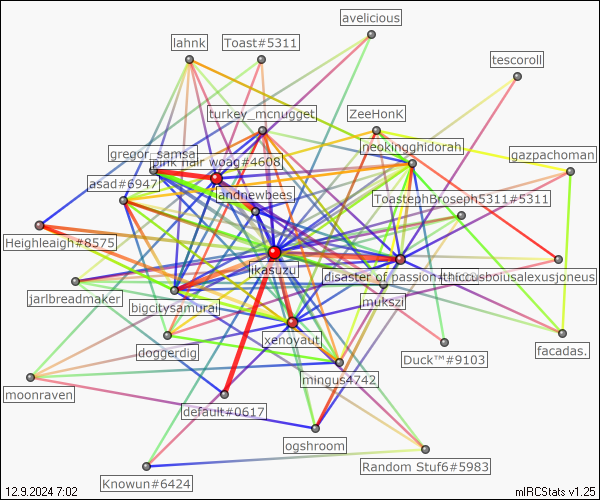 avelicious
lahnk
Toast#5311
tescoroll
turkey_mcnugget
ZeeHonK
neokingghidorah
gregor_samsa
pink hair woag#4608
gazpachoman
asad#6947
landnewbees
ToastephBroseph5311#5311
Heighleaigh#8575
likasuzu
disaster of passion
thiccusboiusalexusjoneus
jarlbreadmaker
bigcitysamurai
mukszi
xenoyaut
doggerdig
Duck™#9103
facadas.
mingus4742
moonraven
default#0617
ogshroom
Random Stuf6#5983
Knowun#6424
12.9.2024 7:02
mIRCStats v1.25